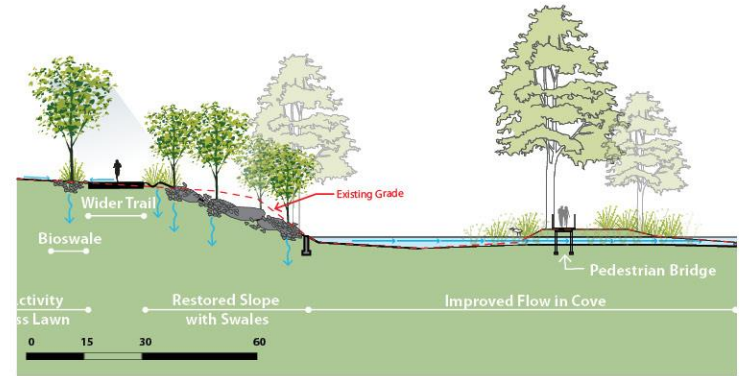 Existing Grade
Wider Trail
Bioswale
Pedestrian Bridge
ctivity
ss Lawn
Restored Slope
with Swales
Improved Flow in Cove
0 15 30 60